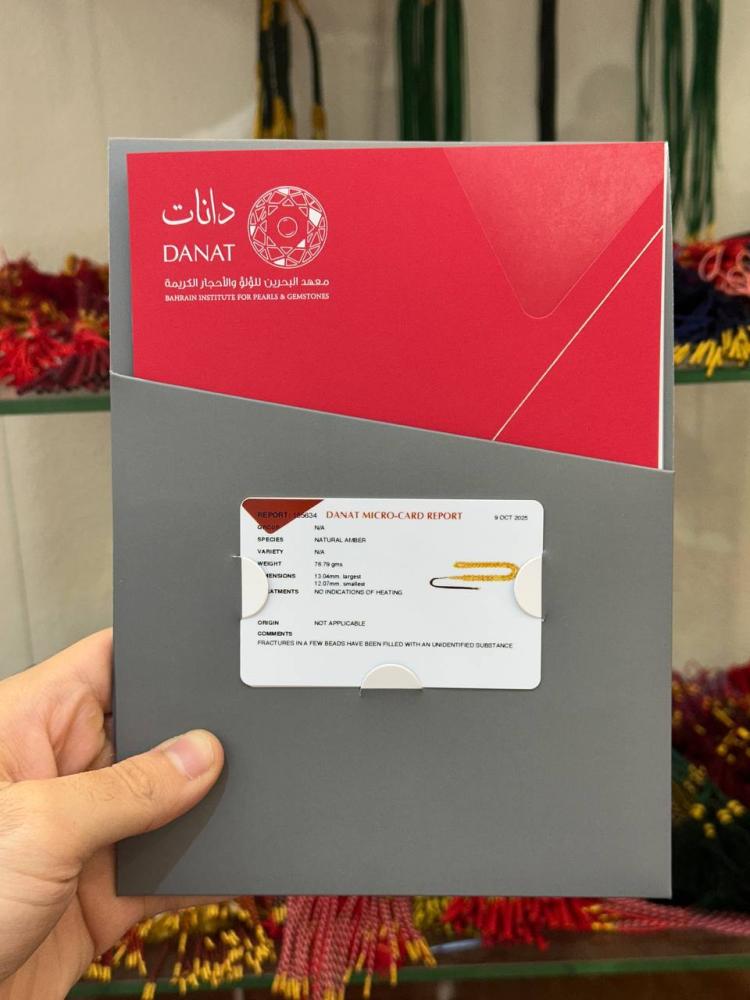 دانات
DANAT
معهد البحرين للؤلؤ والأحجار الكريمة
BAHRAIN INSTITUTE FOR PEARLS & GEMSTONES
REPORT: DANAT MICRO-CARD REPORT 9 OCT 2025
GROUP N/A
SPECIES NATURAL AMBER
VARIETY N/A
WEIGHT 76.79 gms
13.04mm. largest
12.07mm. smallest
NO INDICATIONS OF HEATING
ORIGIN NOT APPLICABLE
COMMENTS
FRACTURES IN A FEW BEADS HAVE BEEN FILLED WITH AN UNIDENTIFIED SUBSTANCE